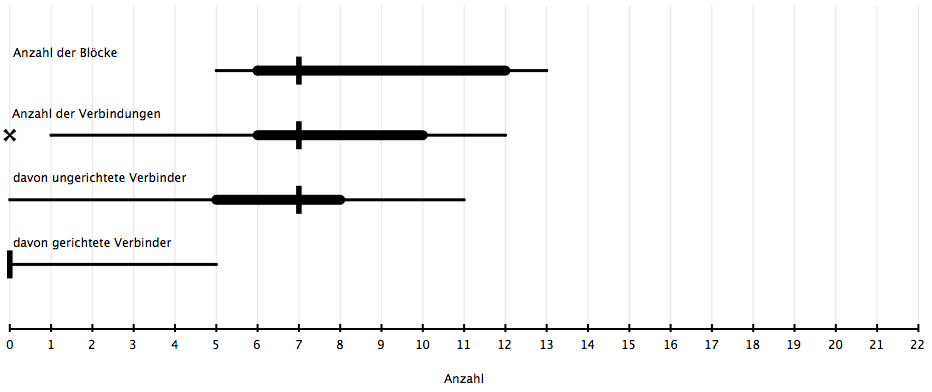 Anzahl der Blöcke
Anzahl der Verbindungen
davon ungerichtete Verbinder
davon gerichtete Verbinder
0 1 2 3 4 5 6 7 8 9 10 11 12 13 14 15 16 17 18 19 20 21 22
Anzahl